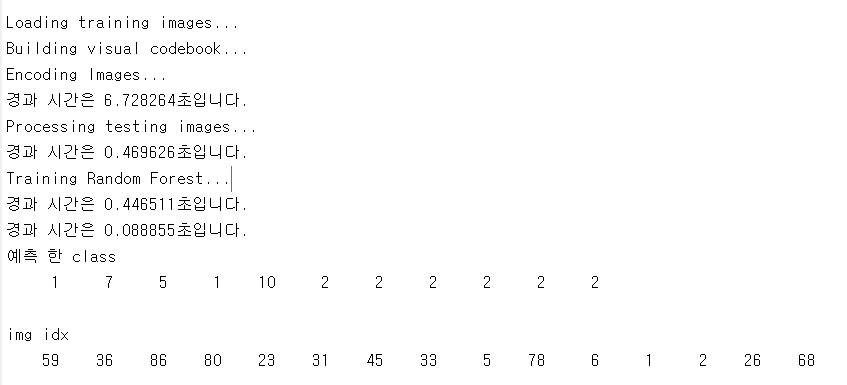 Loading training images...
Building visual codebook...
Encoding Images...
경과 시간은 6.728264초입니다.
Processing testing images...
경과 시간은 0.469626초입니다.
Training Random Forest...
경과 시간은 0.446511초입니다.
경과 시간은 0.088855초입니다.
예측 한 class
1 7 5 1 10 2 2 2 2 2 2
img idx
59 36 86 80 23 31 45 33 5 78 6 1 2 26 68